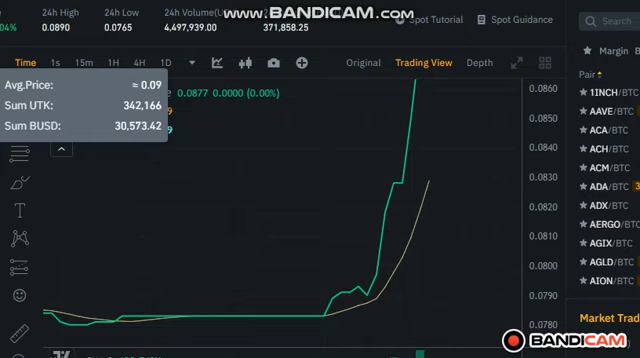 24h High
24h Low
24h Volume(U
04%
0.0890
0.0765
4,497,939.00
371,858.25
www.BANDICAM.com
Spot Tutorial
Spot Guidance
Search
Time
1s
15m
1H
4H
1D
Original
Trading View
Depth
Margin
Pair
Avg.Price:
≈ 0.09
Sum UTK:
342,166
Sum BUSD:
30,573.42
e 0.0877 0.0000 (0.00%)
9
9
0.0860
0.0850
0.0840
0.0830
0.0820
0.0810
0.0800
0.0790
0.0780
1INCH/BTC
AAVE/BTC
ACA/BTC
ACH/BTC
ACM/BTC
ADA/BTC
ADX/BTC
AERGO/BTC
AGIX/BTC
AGLD/BTC
AION/BTC
Market Trad
BANDICAM